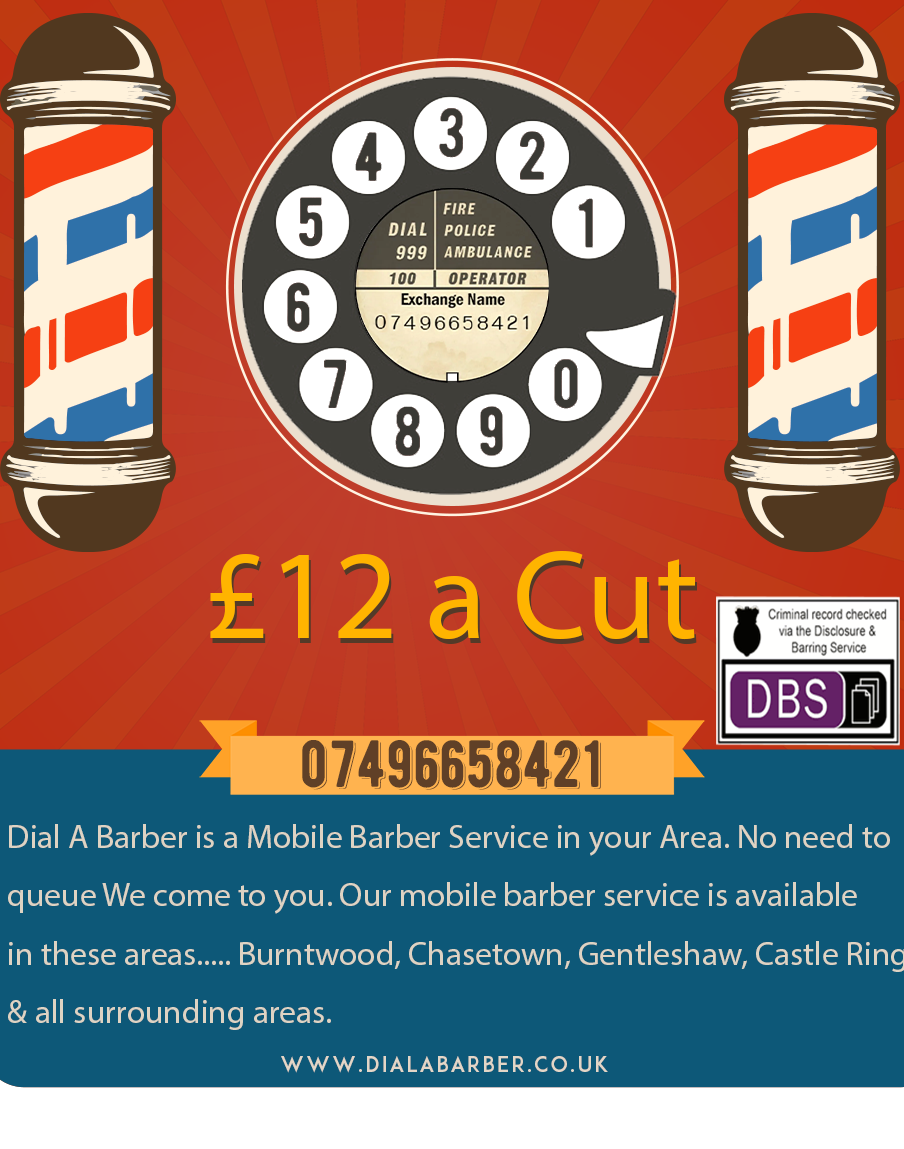 3
4
2
5
1
6
7
0
8
9
DIAL 999
FIRE
POLICE
AMBULANCE
100 | OPERATOR
Exchange Name
07496658421
£12 a Cut
Criminal record checked
via the Disclosure &
Barring Service
DBS
07496658421
Dial A Barber is a Mobile Barber Service in your Area. No need to
queue We come to you. Our mobile barber service is available
in these areas..... Burntwood, Chasetown, Gentleshaw, Castle Ring
& all surrounding areas.
WWW.DIALABARBER.CO.UK